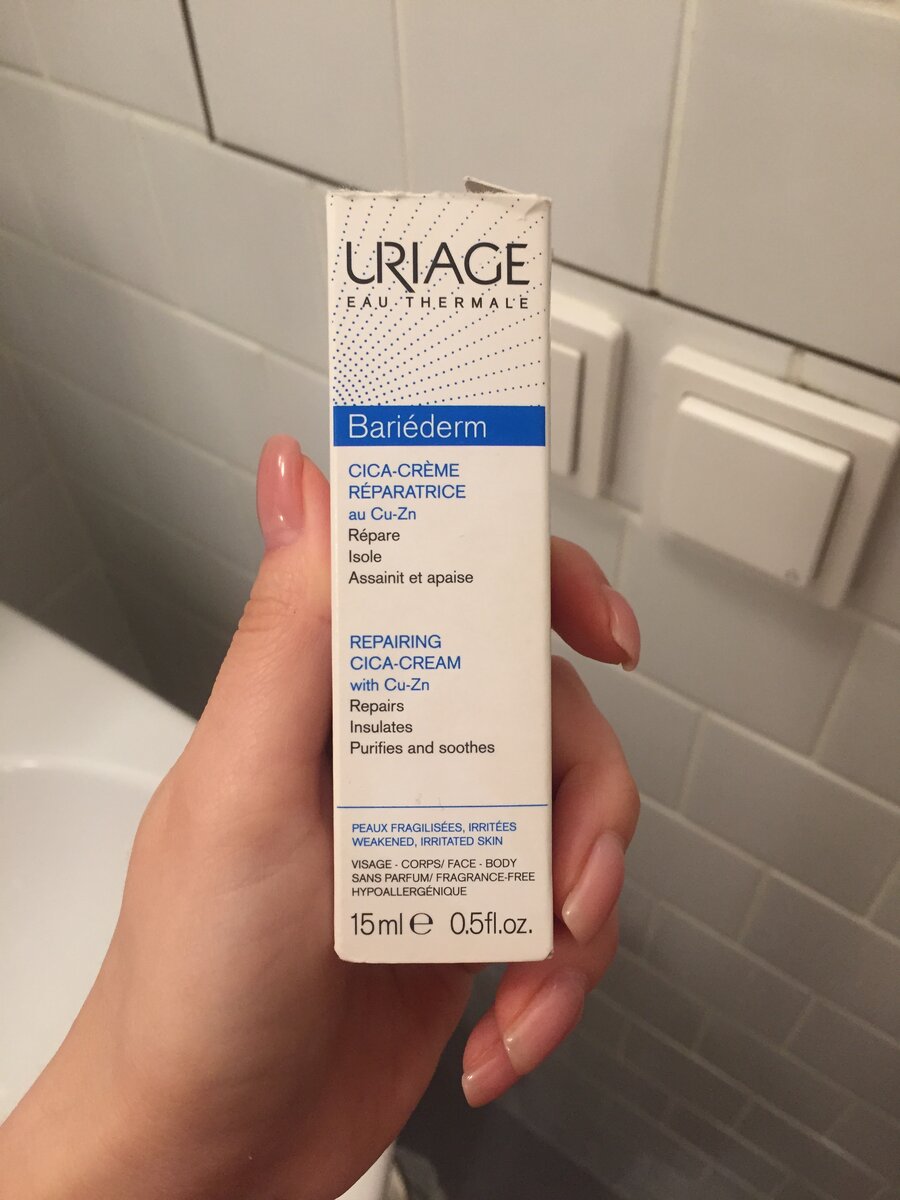 URIAGE
EAU THERMALE
Bariéderm
CICA-CRÈME
RÉPARATRICE
au Cu-Zn
Répare
Isole
Assainit et apaise
REPAIRING
CICA-CREAM
with Cu-Zn
Repairs
Insulates
Purifies and soothes
PEAUX FRAGILISÉES, IRRITÉES
WEAKENED, IRRITATED SKIN
VISAGE - CORPS/ FACE - BODY
SANS PARFUM/ FRAGRANCE-FREE
HYPOALLERGÉNIQUE
15ml e 0.5fl.oz.